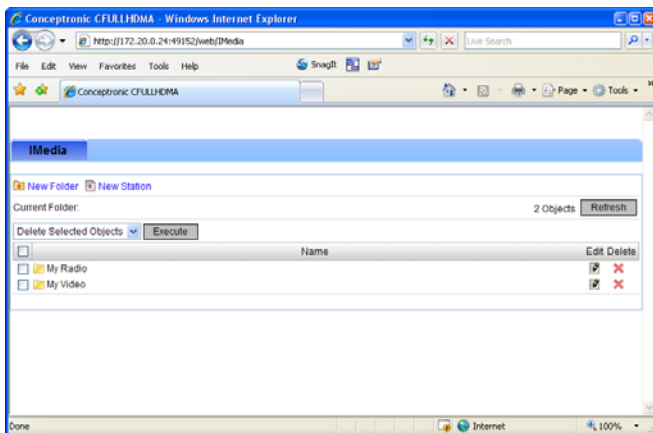 Conceptronic CFULLHDMA - Windows Internet Explorer
http://172.20.0.24:49152/web/IMedia
Live Search
File Edit View Favorites Tools Help
SnagIt
Conceptronic CFULLHDMA
Page Tools
IMedia
New Folder New Station
Current Folder:
2 Objects Refresh
Delete Selected Objects Execute
Name Edit Delete
My Radio
My Video
Done Internet 100%